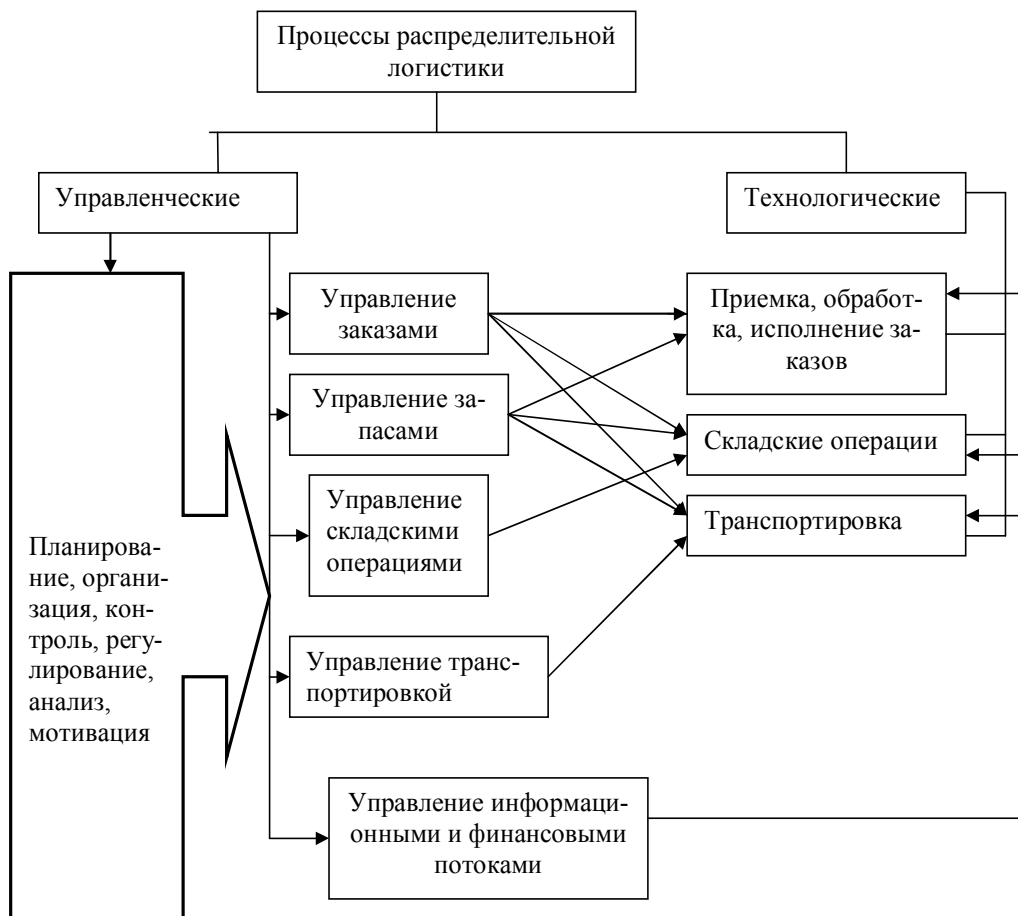 Процессы распределительной
логистики
Управленческие
Технологические
Управление
заказами
Приемка, обработ-
ка, исполнение за-
казов
Управление за-
пасами
Складские операции
Управление
складскими
операциями
Транспортировка
Планирова-
ние, органи-
зация, кон-
троль, регу-
лирование,
анализ,
мотивация
Управление транс-
портировкой
Управление информаци-
онными и финансовыми
потоками